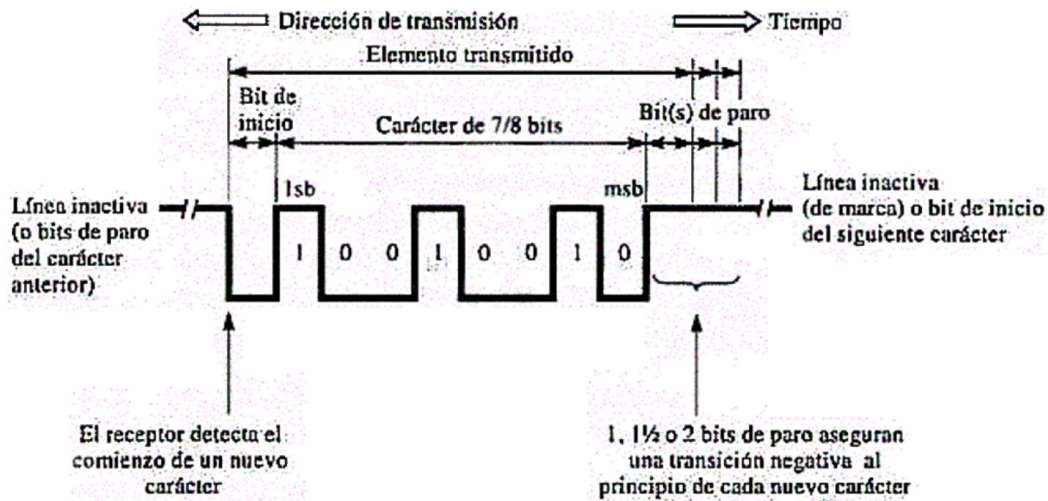 Dirección de transmisión
Tiempo
Elemento transmitido
Bit de
inicio
Carácter de 7/8 bits
Bit(s) de paro
lsb
msb
Línea inactiva
(o bits de paro
del carácter
anterior)
1 0 0 1 0 0 1 0
Línea inactiva
(de marca) o bit de inicio
del siguiente carácter
El receptor detecta el
comienzo de un nuevo
carácter
1, 1½ o 2 bits de paro aseguran
una transición negativa al
principio de cada nuevo carácter